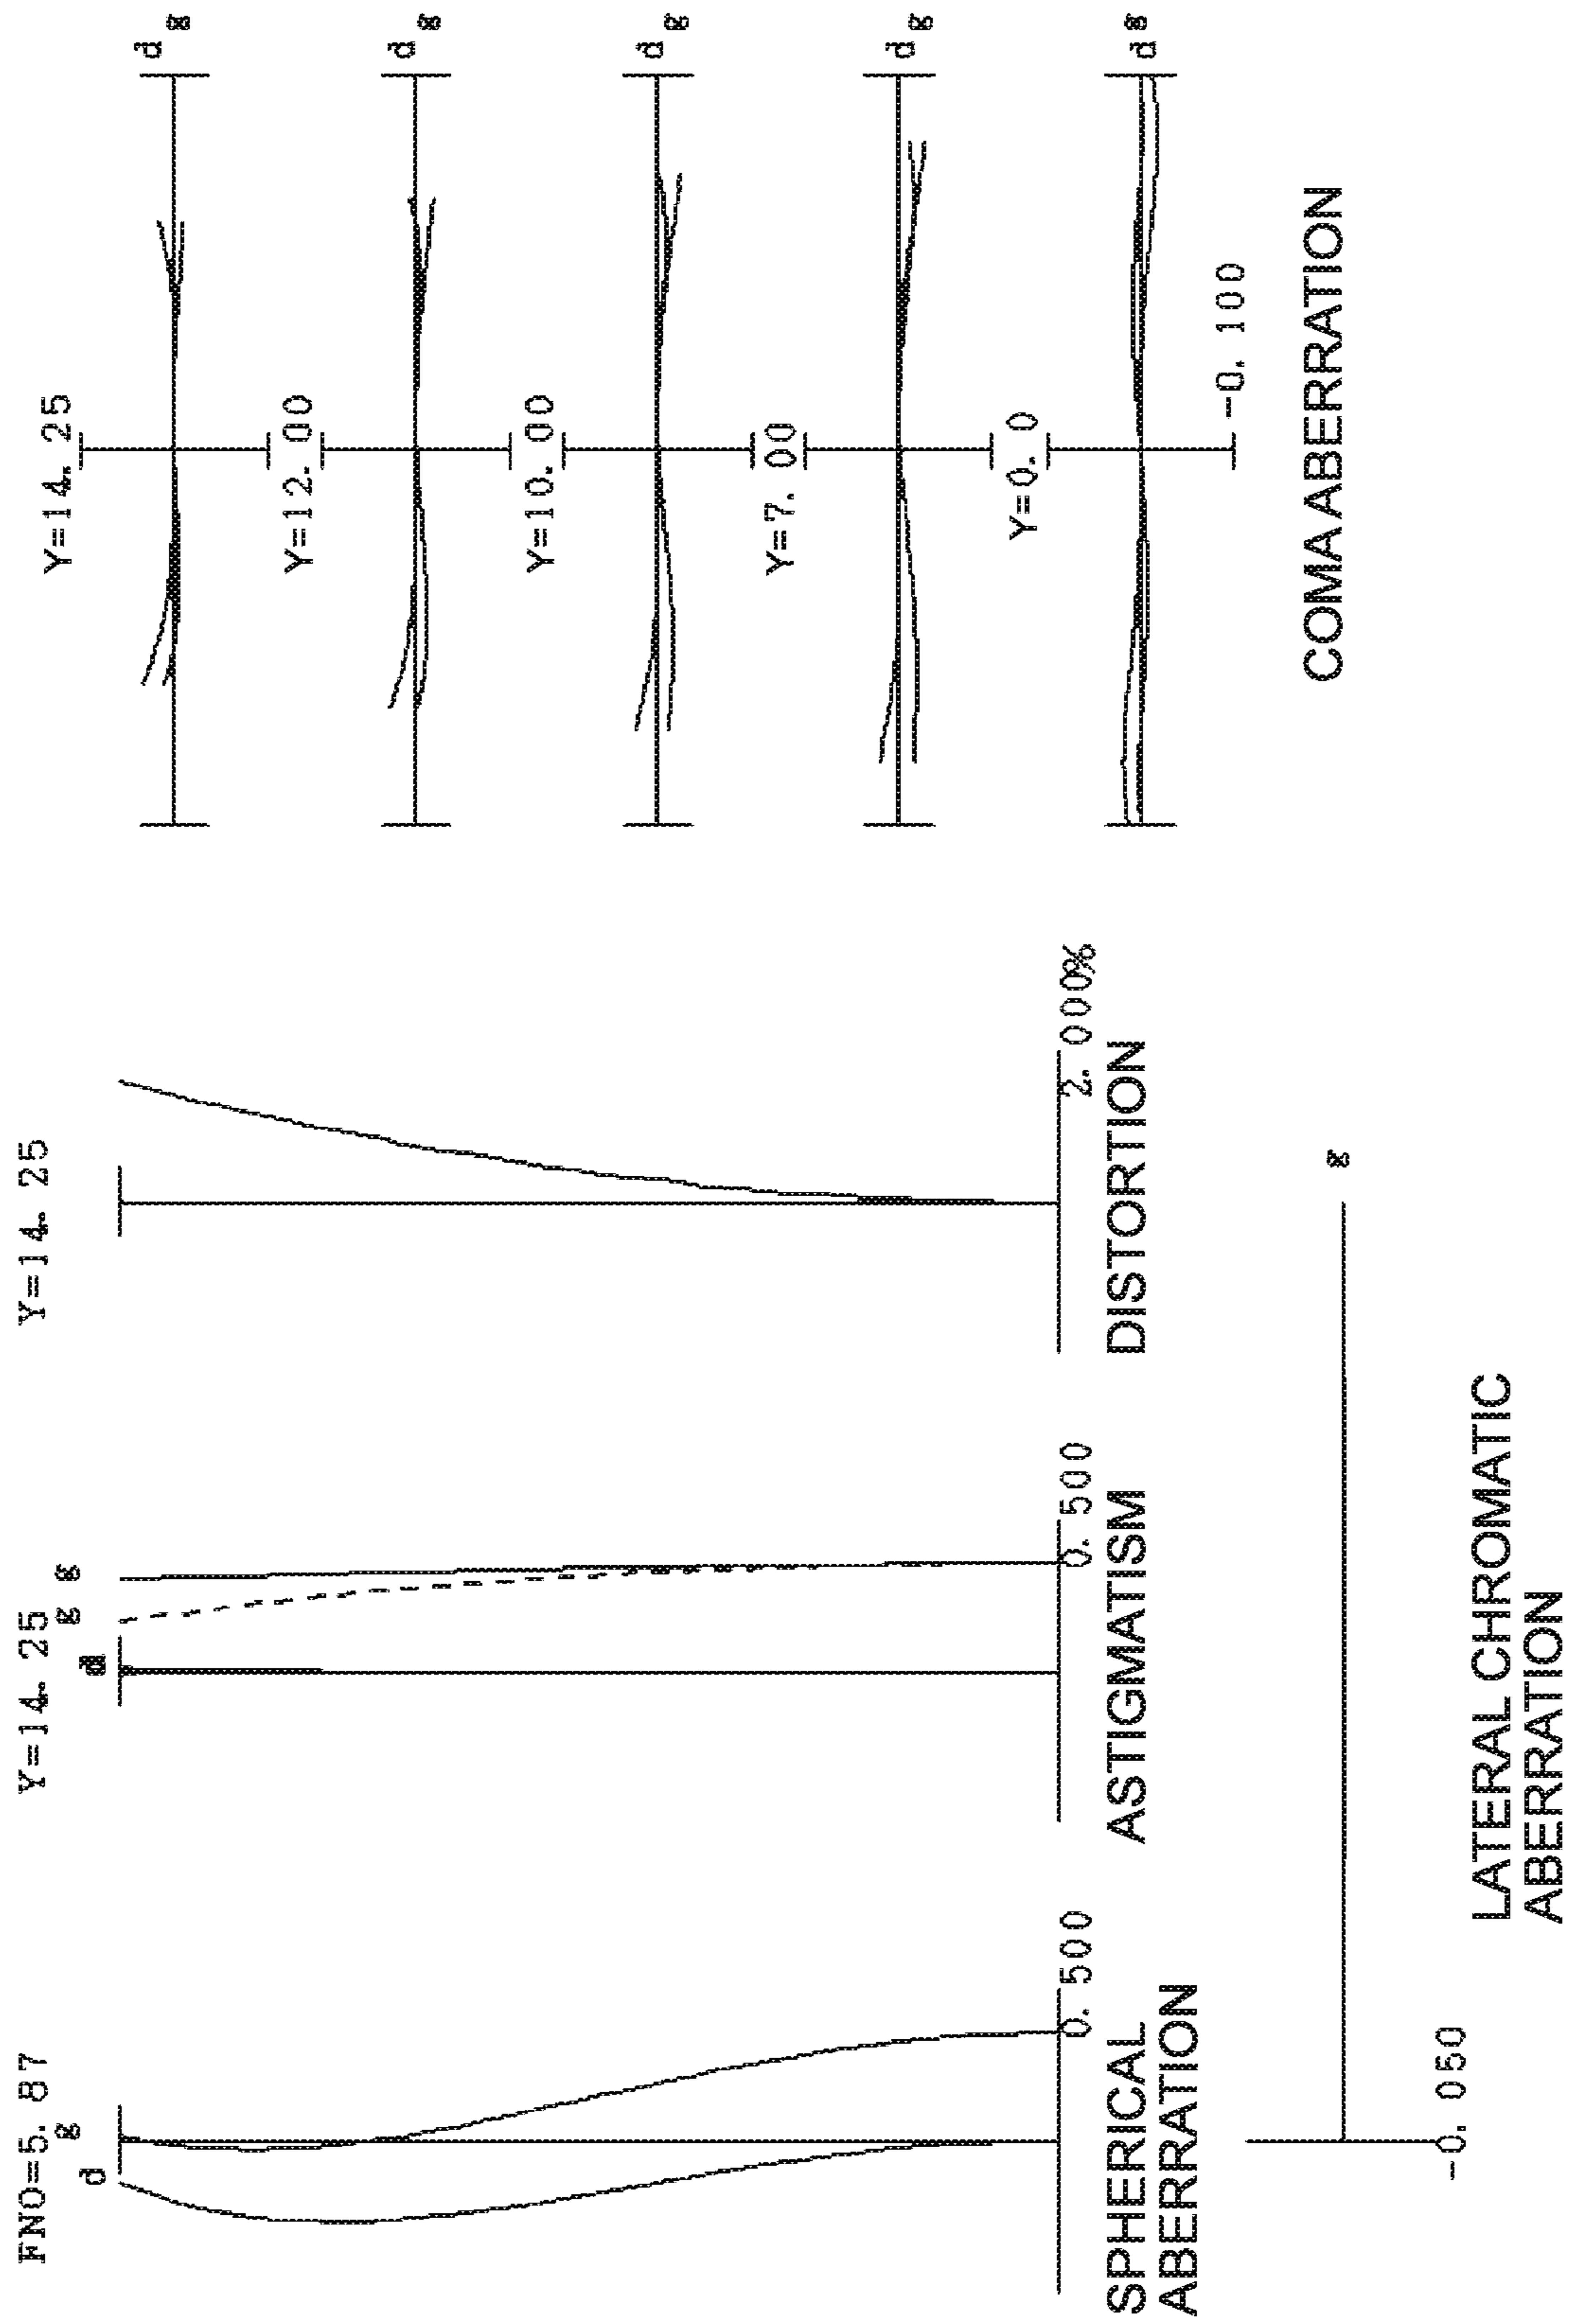 FNO=5. 87
d
g
0. 500
SPHERICAL
ABERRATION
Y=14. 25
d
g
g
0. 500
ASTIGMATISM
Y=14. 25
2. 000%
DISTORTION
g
-0. 050
LATERAL CHROMATIC
ABERRATION
Y=14. 25
d
g
Y=12. 00
d
g
Y=10. 00
d
g
Y=7. 00
d
g
Y=0. 0
d
g
-0. 100
COMA ABERRATION